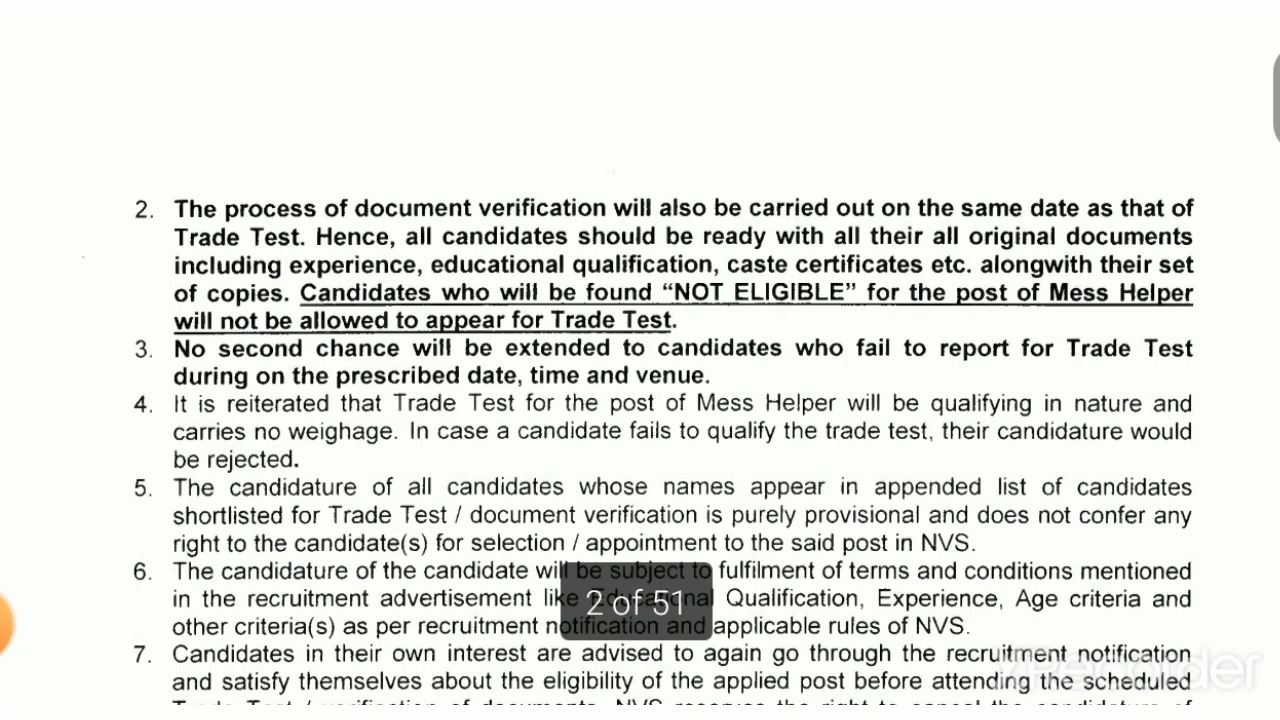 2. The process of document verification will also be carried out on the same date as that of
Trade Test. Hence, all candidates should be ready with all their all original documents
including experience, educational qualification, caste certificates etc. alongwith their set
of copies. Candidates who will be found “NOT ELIGIBLE” for the post of Mess Helper
will not be allowed to appear for Trade Test.
3. No second chance will be extended to candidates who fail to report for Trade Test
during on the prescribed date, time and venue.
4. It is reiterated that Trade Test for the post of Mess Helper will be qualifying in nature and
carries no weighage. In case a candidate fails to qualify the trade test, their candidature would
be rejected.
5. The candidature of all candidates whose names appear in appended list of candidates
shortlisted for Trade Test / document verification is purely provisional and does not confer any
right to the candidate(s) for selection / appointment to the said post in NVS.
6. The candidature of the candidate will be subject to fulfilment of terms and conditions mentioned
in the recruitment advertisement like Educational Qualification, Experience, Age criteria and
2 of 51
other criteria(s) as per recruitment notification and applicable rules of NVS.
7. Candidates in their own interest are advised to again go through the recruitment notification
and satisfy themselves about the eligibility of the applied post before attending the scheduled